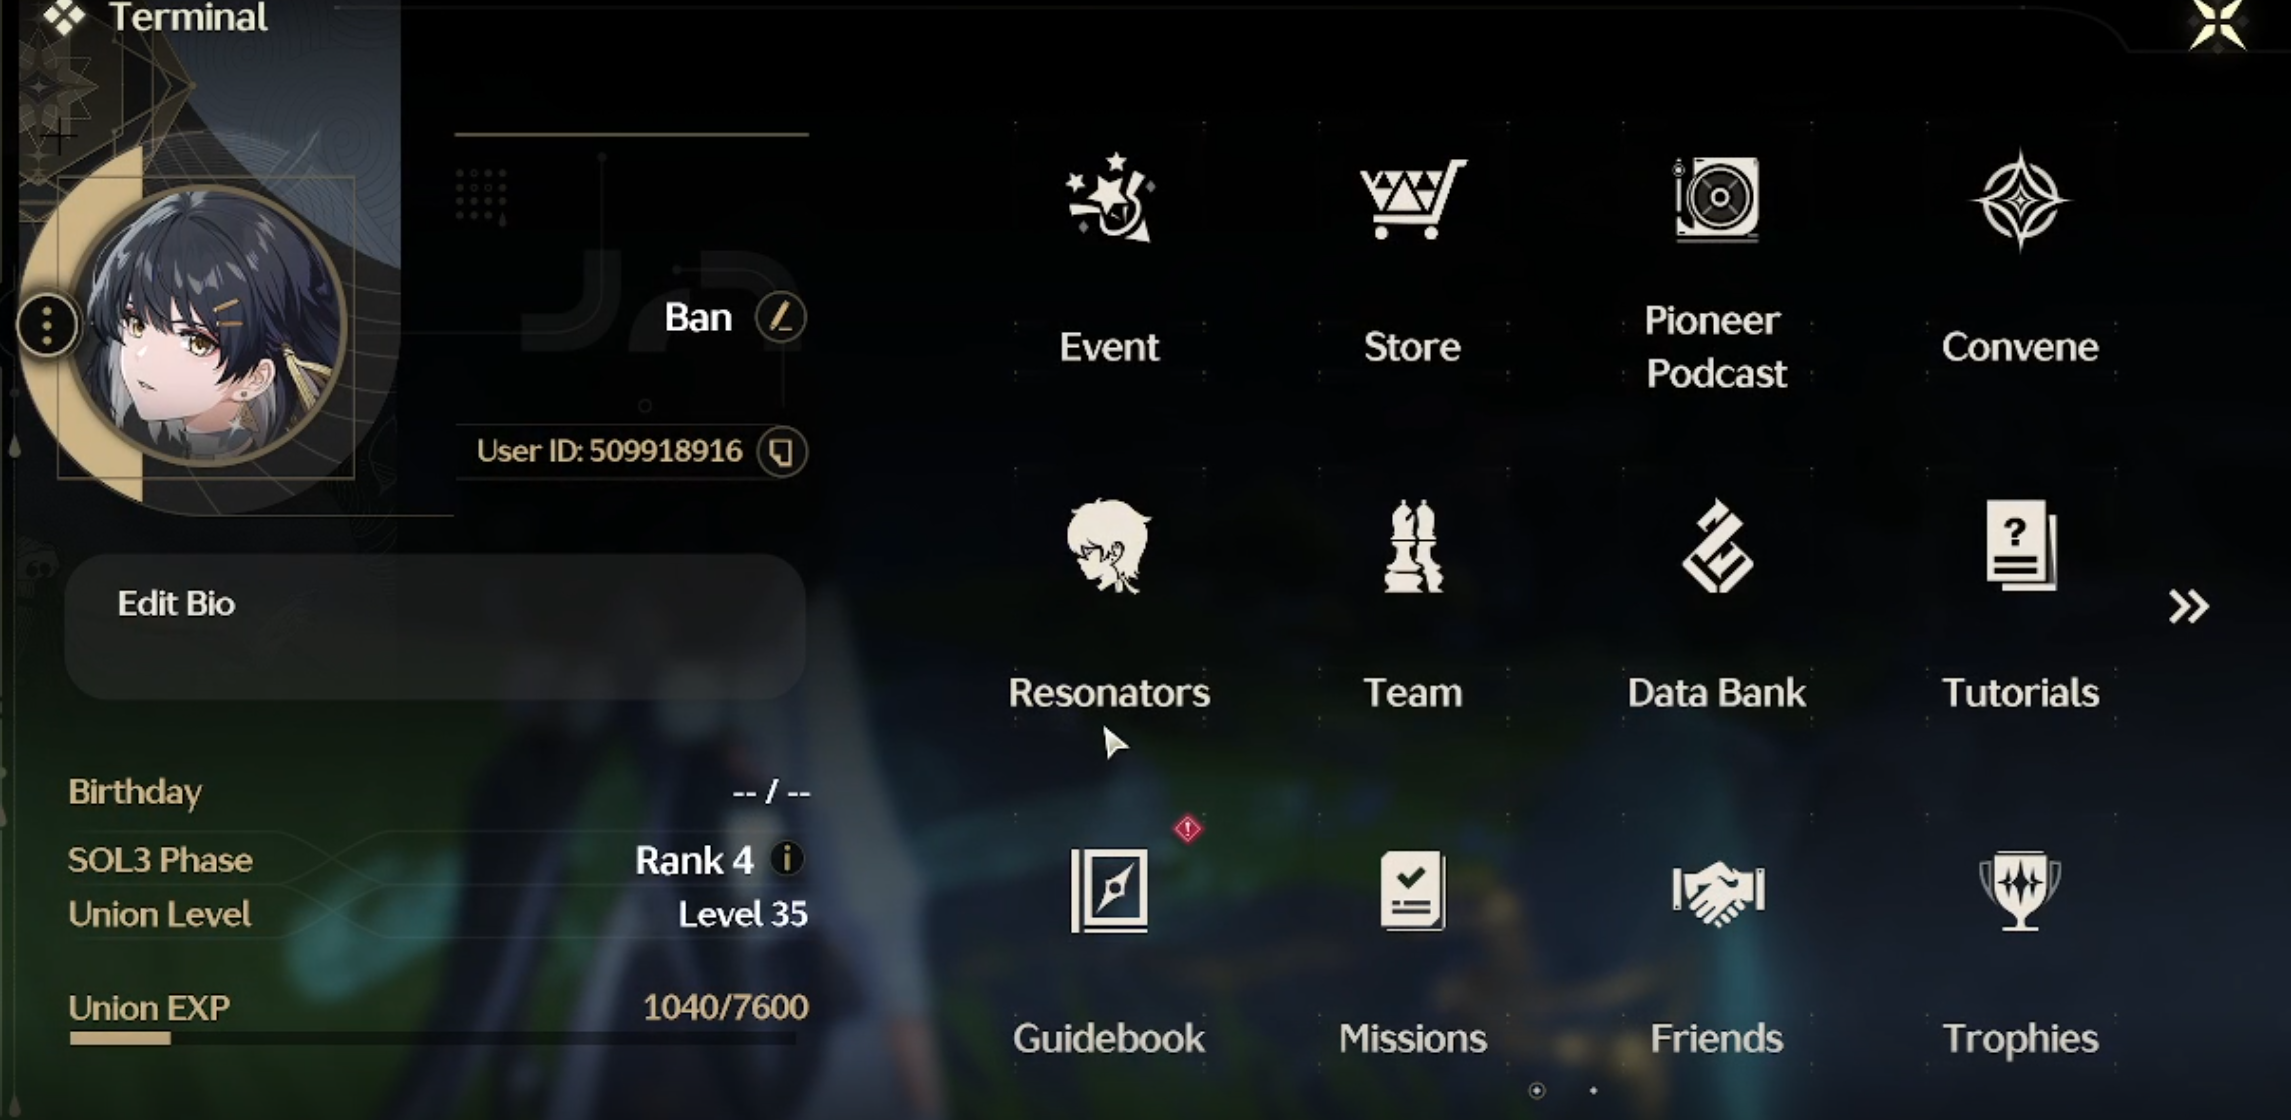 Terminal
Ban
User ID: 509918916
Edit Bio
Birthday
-- / --
SOL3 Phase
Rank 4
Union Level
Level 35
Union EXP
1040/7600
Event
Store
Pioneer
Podcast
Convene
Resonators
Team
Data Bank
Tutorials
Guidebook
Missions
Friends
Trophies